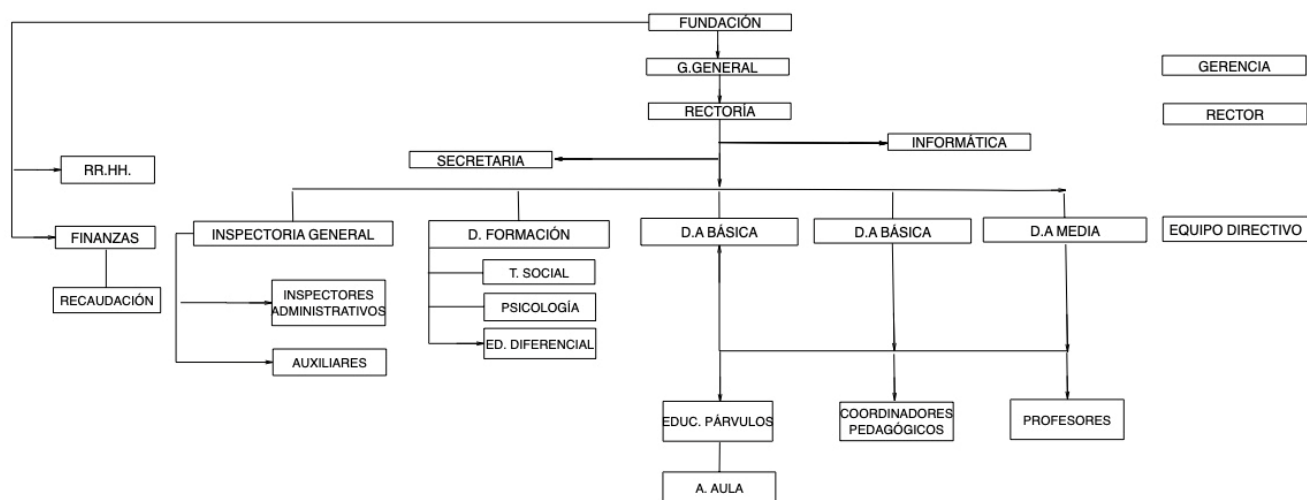 FUNDACIÓN
G.GENERAL
GERENCIA
RECTORÍA
RECTOR
INFORMÁTICA
SECRETARIA
RR.HH.
FINANZAS
INSPECTORIA GENERAL
D. FORMACIÓN
D.A BÁSICA
D.A BÁSICA
D.A MEDIA
EQUIPO DIRECTIVO
T. SOCIAL
RECAUDACIÓN
INSPECTORES
ADMINISTRATIVOS
PSICOLOGÍA
ED. DIFERENCIAL
AUXILIARES
EDUC. PÁRVULOS
COORDINADORES
PEDAGÓGICOS
PROFESORES
A. AULA